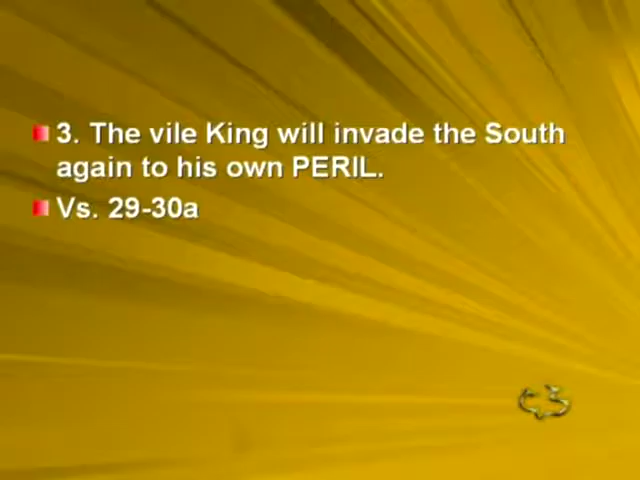 3. The vile King will invade the South
again to his own PERIL.
Vs. 29-30a